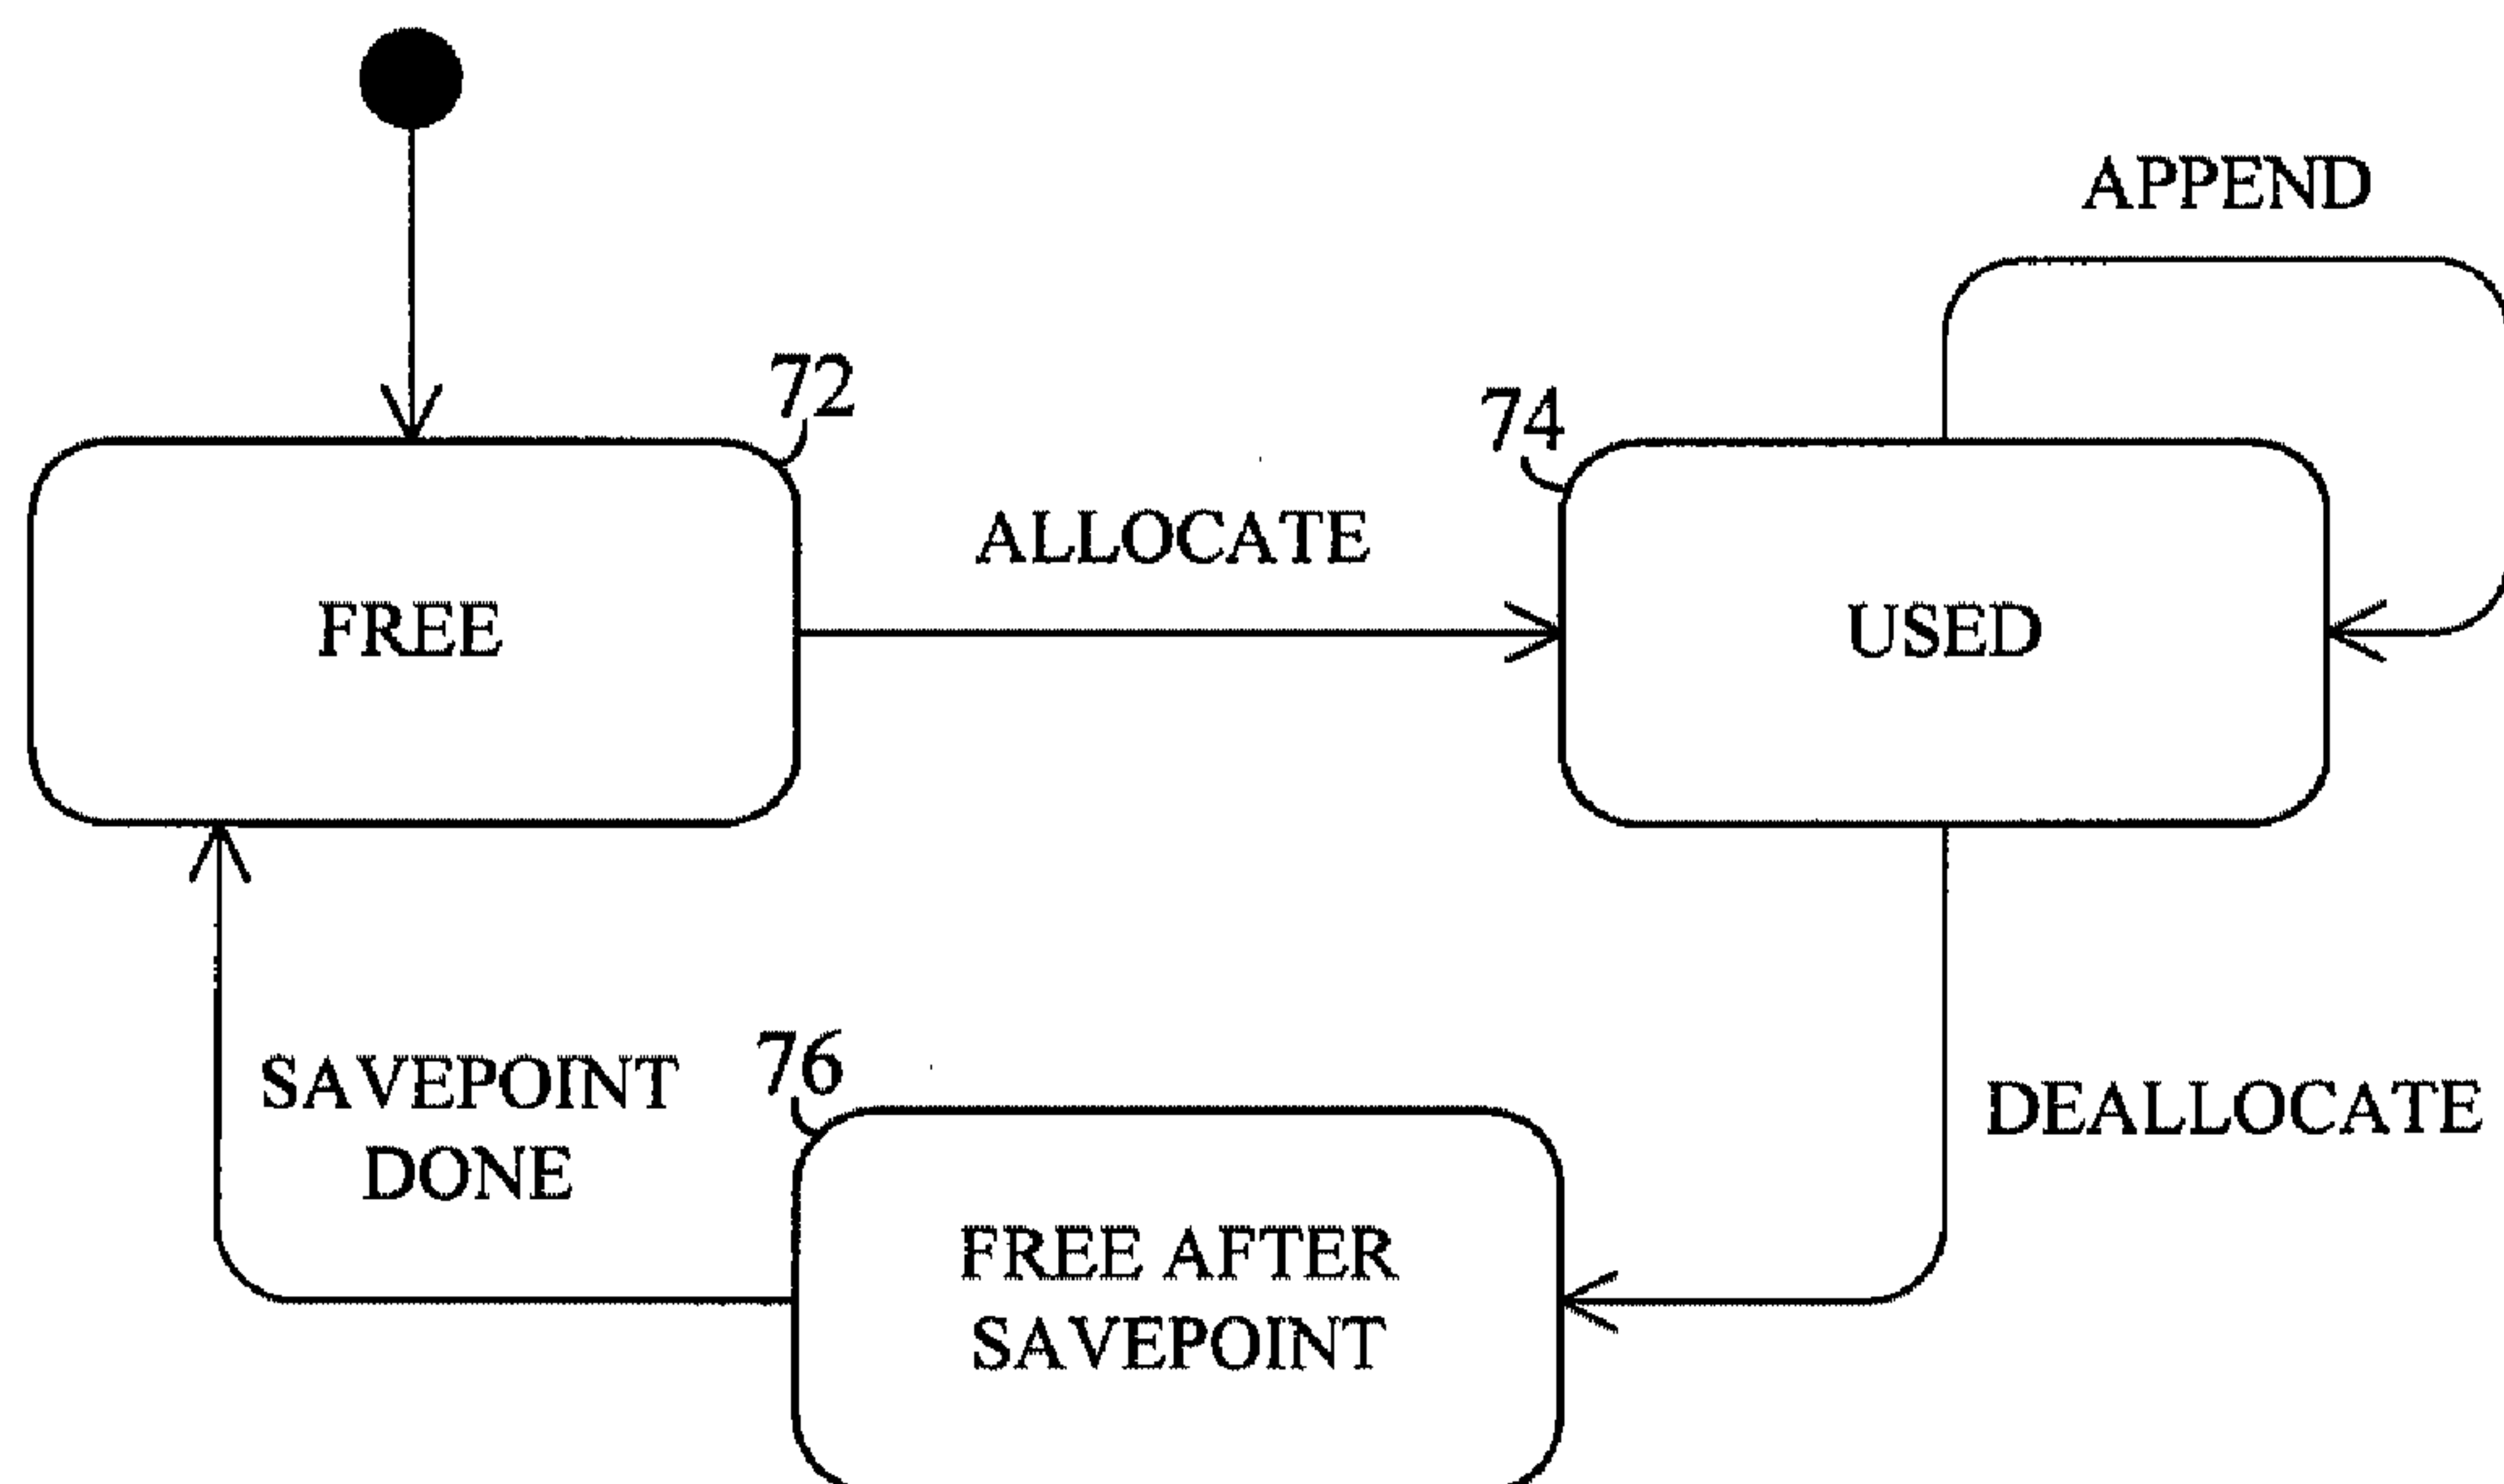 APPEND
72
74
ALLOCATE
FREE
USED
76
SAVEPOINT
DONE
DEALLOCATE
FREE AFTER
SAVEPOINT